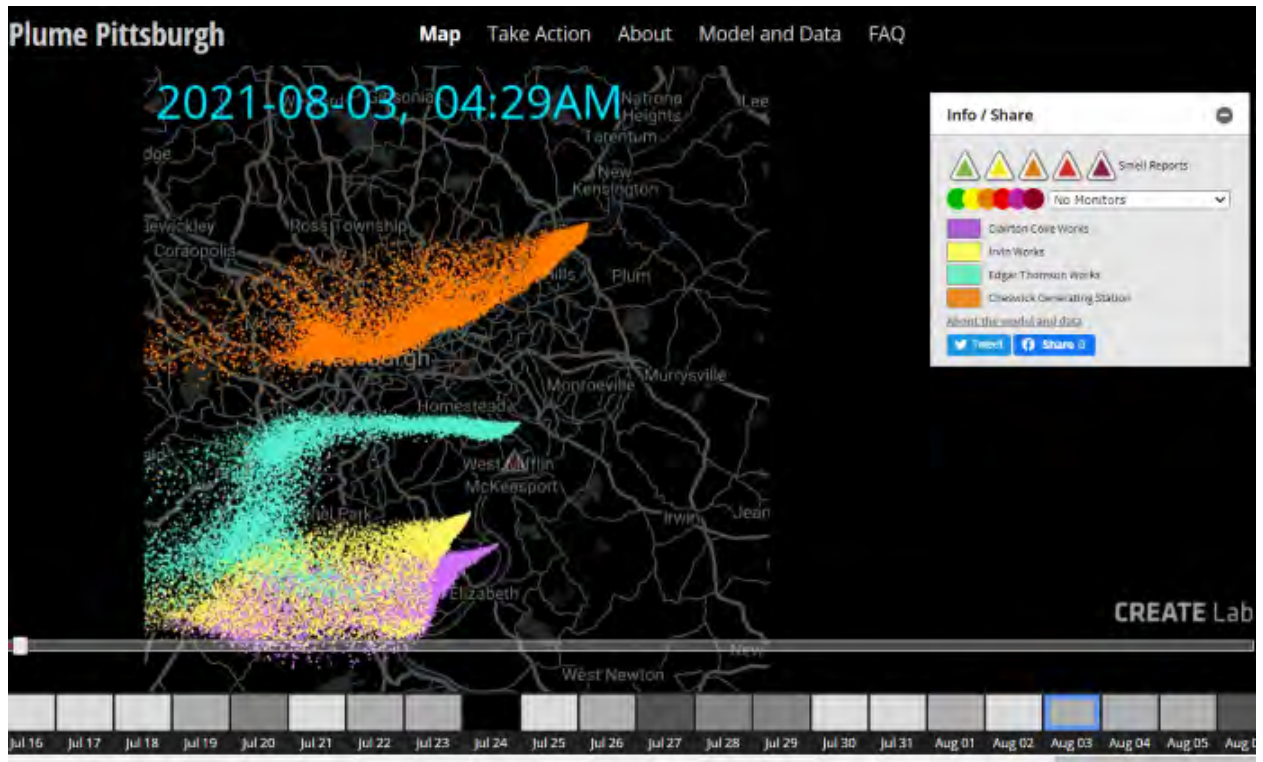 Plume Pittsburgh
Map Take Action About Model and Data FAQ
2021-08-03, 04:29AM
Heights
Lee
Tarentum
New
Kensington
Ross Township
Coraopolis
Plum
Murrysville
Monroeville
Homestead
West Mifflin
McKeesport
Irwin
Jean
Elizabeth
West Newton
New
Info / Share
Smell Reports
No Monitors
Clairton Coke Works
Irvin Works
Edgar Thomson Works
Cheswick Generating Station
About the model and data
Tweet Share 0
CREATE Lab
Jul 16 Jul 17 Jul 18 Jul 19 Jul 20 Jul 21 Jul 22 Jul 23 Jul 24 Jul 25 Jul 26 Jul 27 Jul 28 Jul 29 Jul 30 Jul 31 Aug 01 Aug 02 Aug 03 Aug 04 Aug 05 Aug